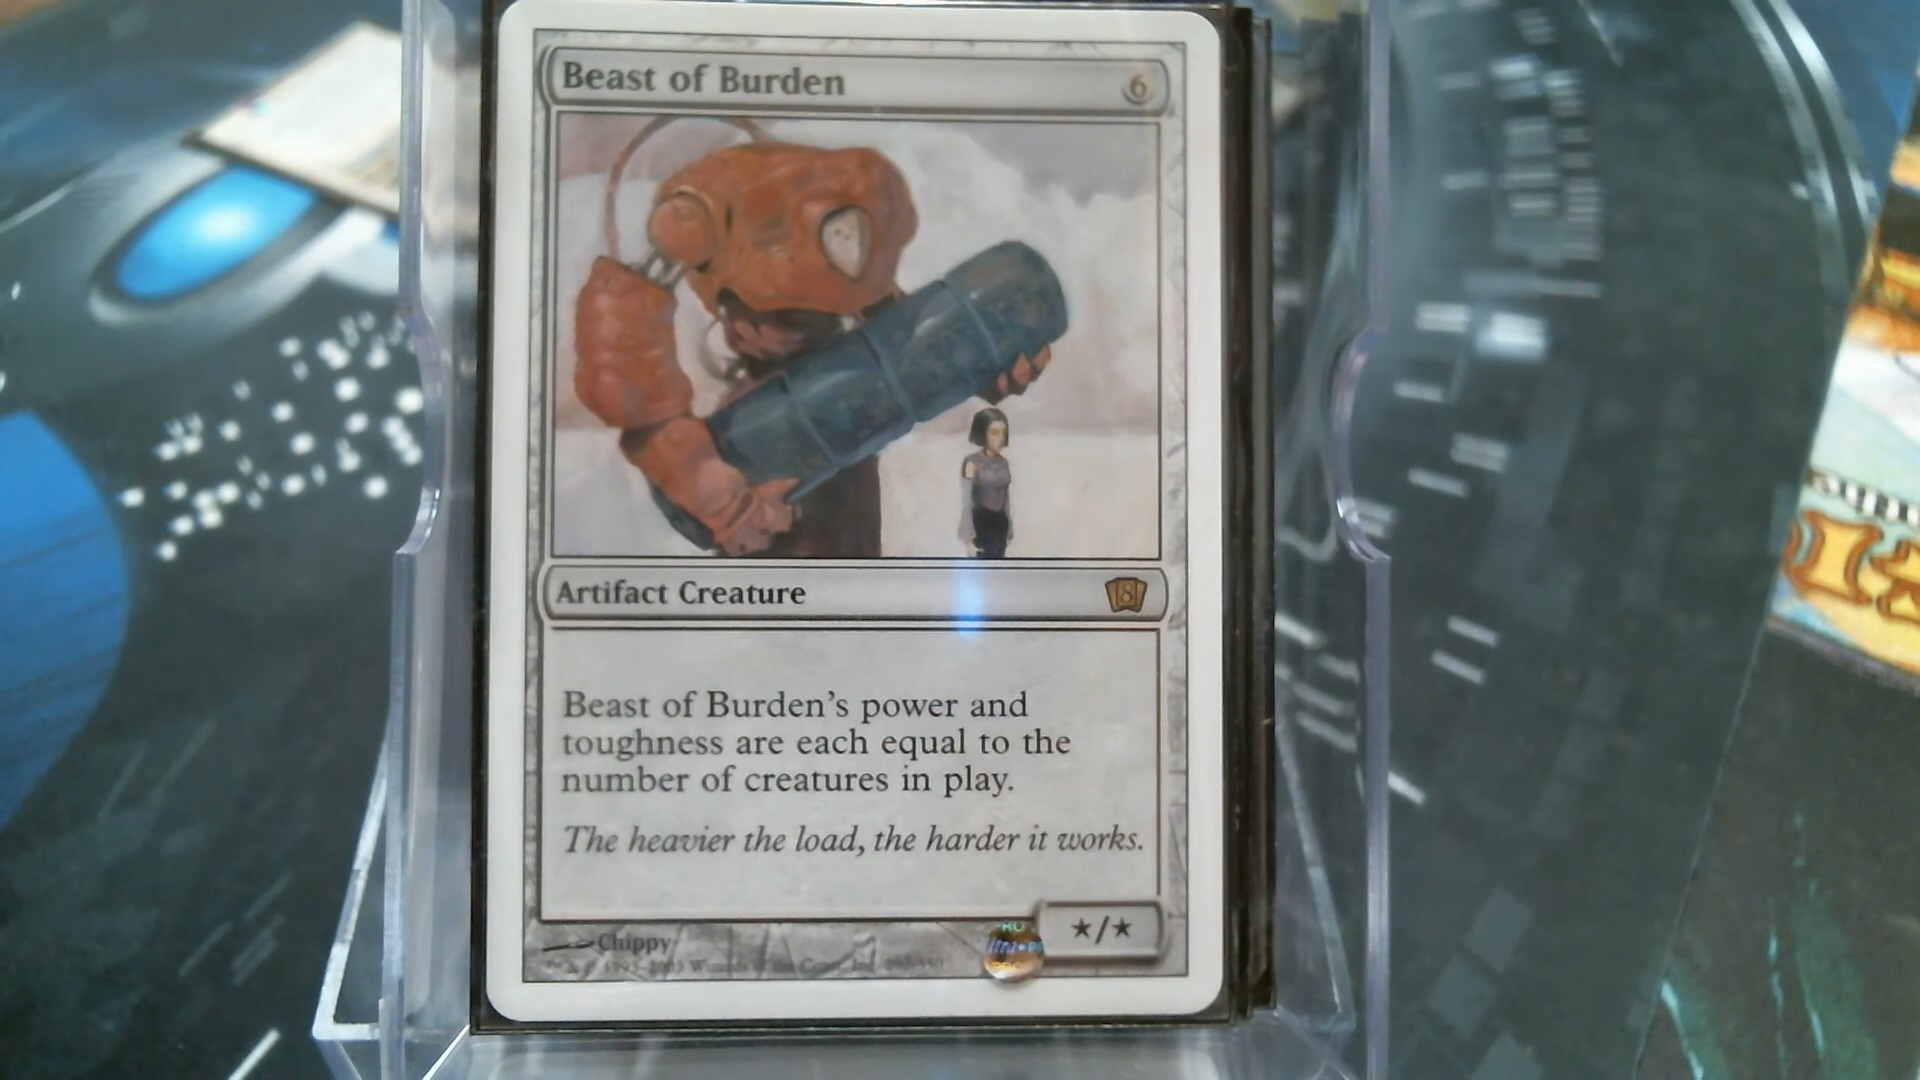 Beast of Burden 6
Artifact Creature 8
Beast of Burden's power and
toughness are each equal to the
number of creatures in play.
The heavier the load, the harder it works.
★/★
Chippy